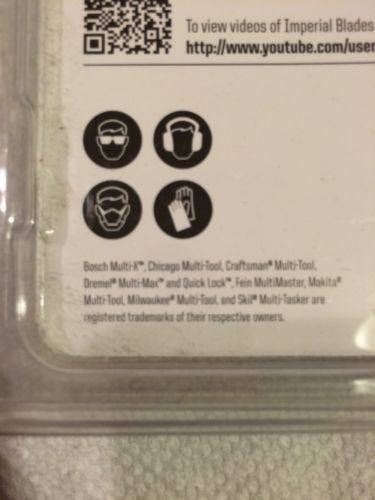 To view videos of Imperial Blades
http://www.youtube.com/user
Bosch Multi-X™, Chicago Multi-Tool, Craftsman® Multi-Tool,
Dremel® Multi-Max™ and Quick Lock™, Fein MultiMaster, Makita®
Multi-Tool, Milwaukee® Multi-Tool, and Skil® Multi-Tasker are
registered trademarks of their respective owners.